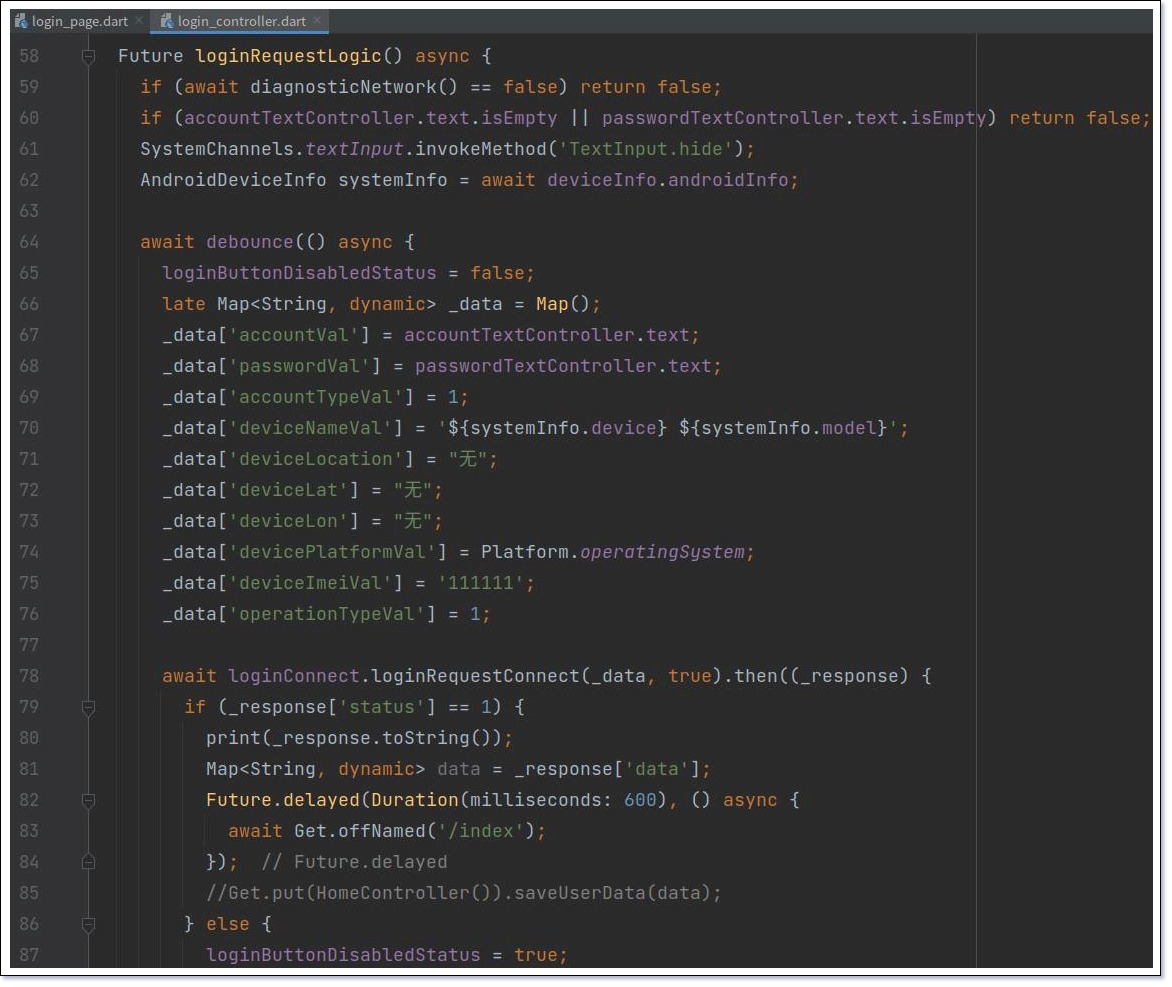 login_page.dart login_controller.dart
58 Future loginRequestLogic() async {
59 if (await diagnosticNetwork() == false) return false;
60 if (accountTextController.text.isEmpty || passwordTextController.text.isEmpty) return false;
61 SystemChannels.textInput.invokeMethod('TextInput.hide');
62 AndroidDeviceInfo systemInfo = await deviceInfo.androidInfo;
63
64 await debounce(() async {
65 loginButtonDisabledStatus = false;
66 late Map<String, dynamic> _data = Map();
67 _data['accountVal'] = accountTextController.text;
68 _data['passwordVal'] = passwordTextController.text;
69 _data['accountTypeVal'] = 1;
70 _data['deviceNameVal'] = '${systemInfo.device} ${systemInfo.model}';
71 _data['deviceLocation'] = "无";
72 _data['deviceLat'] = "无";
73 _data['deviceLon'] = "无";
74 _data['devicePlatformVal'] = Platform.operatingSystem;
75 _data['deviceImeiVal'] = '111111';
76 _data['operationTypeVal'] = 1;
77
78 await loginConnect.loginRequestConnect(_data, true).then((_response) {
79 if (_response['status'] == 1) {
80 print(_response.toString());
81 Map<String, dynamic> data = _response['data'];
82 Future.delayed(Duration(milliseconds: 600), () async {
83 await Get.offNamed('/index');
84 }); // Future.delayed
85 //Get.put(HomeController()).saveUserData(data);
86 } else {
87 loginButtonDisabledStatus = true;